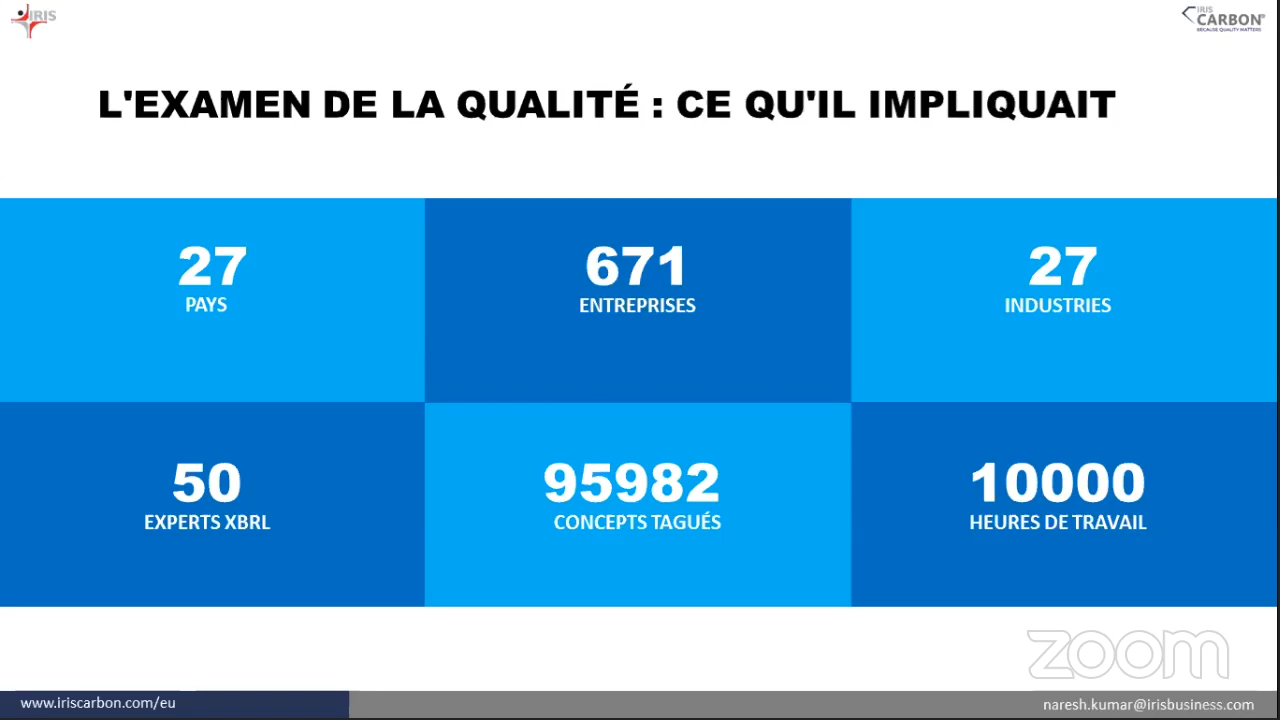 IRIS
IRIS
CARBON®
BECAUSE QUALITY MATTERS
L'EXAMEN DE LA QUALITÉ : CE QU'IL IMPLIQUAIT
27
PAYS
671
ENTREPRISES
27
INDUSTRIES
50
EXPERTS XBRL
95982
CONCEPTS TAGUÉS
10000
HEURES DE TRAVAIL
zoom
www.iriscarbon.com/eu
naresh.kumar@irisbusiness.com